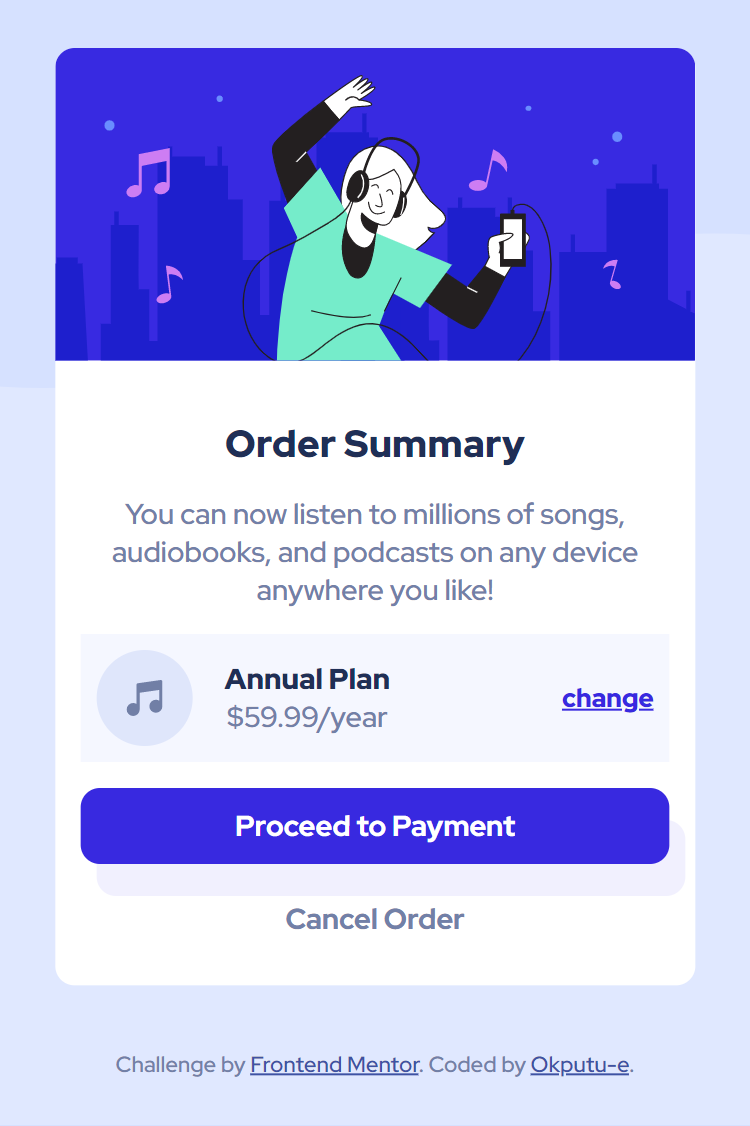 Order Summary
You can now listen to millions of songs,
audiobooks, and podcasts on any device
anywhere you like!
Annual Plan
$59.99/year
change
Proceed to Payment
Cancel Order
Challenge by Frontend Mentor. Coded by Okputu-e.